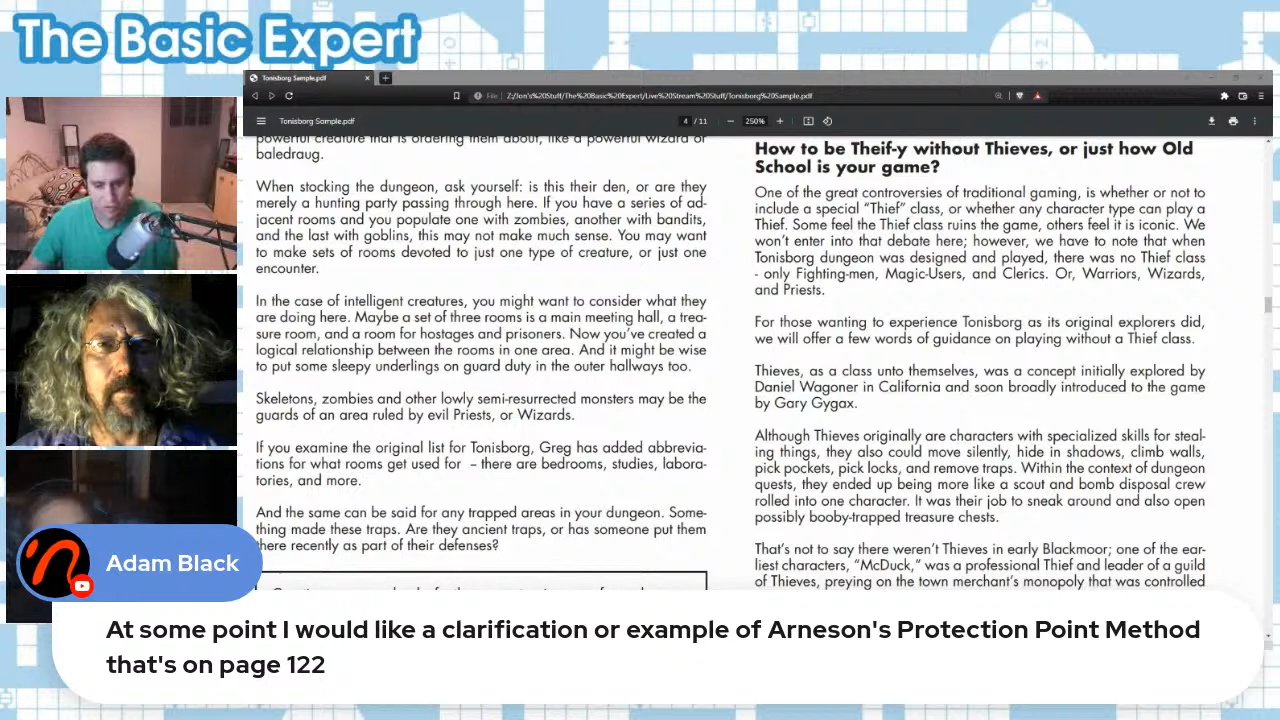 The Basic Expert
Tonisborg Sample.pdf
File
Z:/Jon's%20Stuff/The%20Basic%20Expert/Live%20Stream%20Stuff/Tonisborg%20Sample.pdf
Tonisborg Sample.pdf
4 / 11
250%
powerful creature that is ordering them about, like a powerful wizard or
baledraug.
When stocking the dungeon, ask yourself: is this their den, or are they
merely a hunting party passing through here. If you have a series of ad-
jacent rooms and you populate one with zombies, another with bandits,
and the last with goblins, this may not make much sense. You may want
to make sets of rooms devoted to just one type of creature, or just one
encounter.
In the case of intelligent creatures, you might want to consider what they
are doing here. Maybe a set of three rooms is a main meeting hall, a trea-
sure room, and a room for hostages and prisoners. Now you've created a
logical relationship between the rooms in one area. And it might be wise
to put some sleepy underlings on guard duty in the outer hallways too.
Skeletons, zombies and other lowly semi-resurrected monsters may be the
guards of an area ruled by evil Priests, or Wizards.
If you examine the original list for Tonisborg, Greg has added abbrevia-
tions for what rooms get used for – there are bedrooms, studies, labora-
tories, and more.
And the same can be said for any trapped areas in your dungeon. Some-
thing made these traps. Are they ancient traps, or has someone put them
there recently as part of their defenses?
How to be Theif-y without Thieves, or just how Old
School is your game?
One of the great controversies of traditional gaming, is whether or not to
include a special “Thief” class, or whether any character type can play a
Thief. Some feel the Thief class ruins the game, others feel it is iconic. We
won't enter into that debate here; however, we have to note that when
Tonisborg dungeon was designed and played, there was no Thief class
- only Fighting-men, Magic-Users, and Clerics. Or, Warriors, Wizards,
and Priests.
For those wanting to experience Tonisborg as its original explorers did,
we will offer a few words of guidance on playing without a Thief class.
Thieves, as a class unto themselves, was a concept initially explored by
Daniel Wagoner in California and soon broadly introduced to the game
by Gary Gygax.
Although Thieves originally are characters with specialized skills for steal-
ing things, they also could move silently, hide in shadows, climb walls,
pick pockets, pick locks, and remove traps. Within the context of dungeon
quests, they ended up being more like a scout and bomb disposal crew
rolled into one character. It was their job to sneak around and also open
possibly booby-trapped treasure chests.
That's not to say there weren't Thieves in early Blackmoor; one of the ear-
liest characters, “McDuck,” was a professional Thief and leader of a guild
of Thieves, preying on the town merchant's monopoly that was controlled
Adam Black
At some point I would like a clarification or example of Arneson's Protection Point Method
that's on page 122